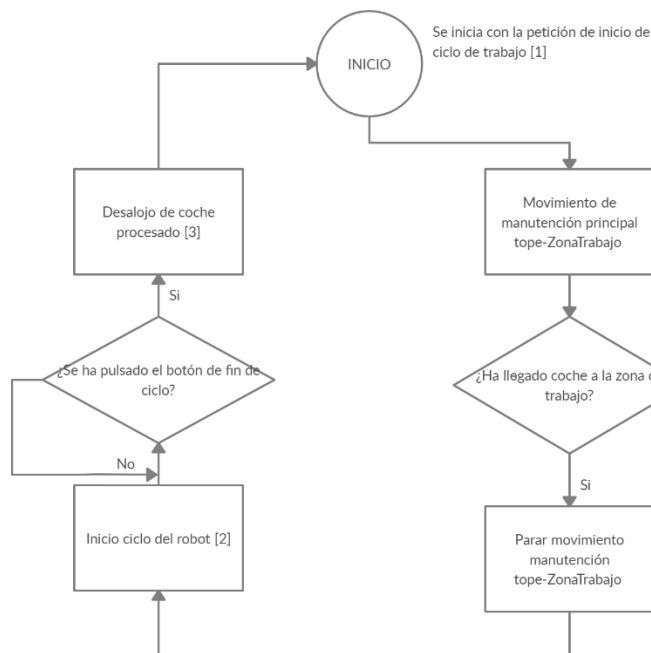 Se inicia con la petición de inicio de
ciclo de trabajo [1]
INICIO
Movimiento de
manutención principal
tope-ZonaTrabajo
¿Ha llegado coche a la zona
trabajo?
Si
Parar movimiento
manutención
tope-ZonaTrabajo
Inicio ciclo del robot [2]
No
¿Se ha pulsado el botón de fin de
ciclo?
Si
Desalojo de coche
procesado [3]